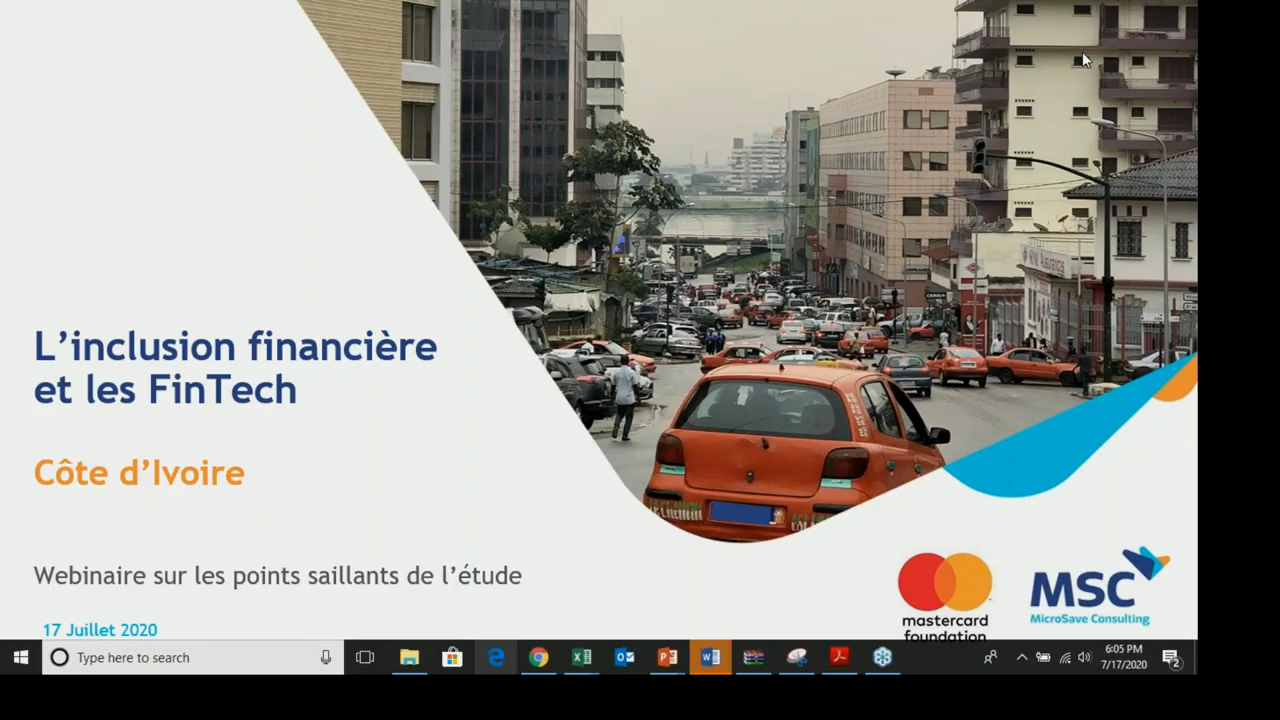 L’inclusion financière
et les FinTech
Côte d’Ivoire
Webinaire sur les points saillants de l’étude
17 Juillet 2020
mastercard
foundation
MSC
MicroSave Consulting
Type here to search
6:05 PM
7/17/2020
2